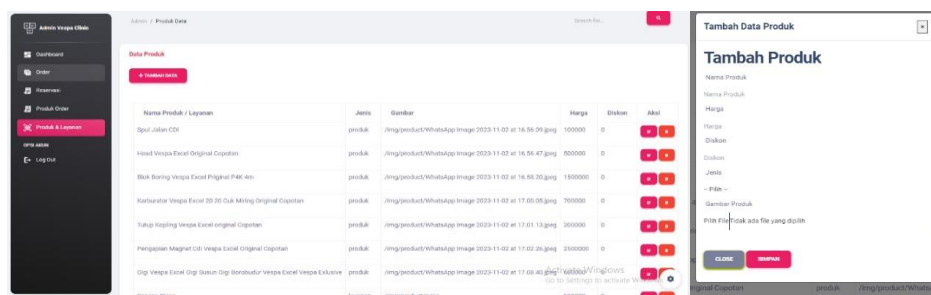 Admin Vespa Clinic
Dashboard
Order
Reservasi
Produk Order
Produk & Layanan
OPSI AKUN
Log Out
Admin / Produk Data
Search for...
Data Produk
+ TAMBAH DATA
Nama Produk / Layanan Jenis Gambar Harga Diskon Aksi
Spul Jalan CDI produk /img/product/WhatsApp Image 2023-11-02 at 16.56.09.jpeg 100000 0
Head Vespa Excel Original Copotan produk /img/product/WhatsApp Image 2023-11-02 at 16.56.47.jpeg 500000 0
Blok Boring Vespa Excel Priginal P4K 4m produk /img/product/WhatsApp Image 2023-11-02 at 16.58.20.jpeg 1500000 0
Karburator Vespa Excel 20 20 Cuk Miring Original Copotan produk /img/product/WhatsApp Image 2023-11-02 at 17.00.05.jpeg 700000 0
Tutup Kopling Vespa Excel original Copotan produk /img/product/WhatsApp Image 2023-11-02 at 17.01.13.jpeg 300000 0
Pengapian Magnet Cdi Vespa Excel Original Copotan produk /img/product/WhatsApp Image 2023-11-02 at 17.02.26.jpeg 2500000 0
Gigi Vespa Excel Gigi Susun Gigi Borobudur Vespa Excel Vespa Exlusive produk /img/product/WhatsApp Image 2023-11-02 at 17.03.40.jpeg 600000 0
Activate Windows
Go to Settings to activate
Tambah Data Produk
Tambah Produk
Nama Produk
Nama Produk
Harga
Harga
Diskon
Diskon
Jenis
-- Pilih --
Gambar Produk
Pilih File Tidak ada file yang dipilih
CLOSE SIMPAN
riginal Copotan produk /img/product/Whats